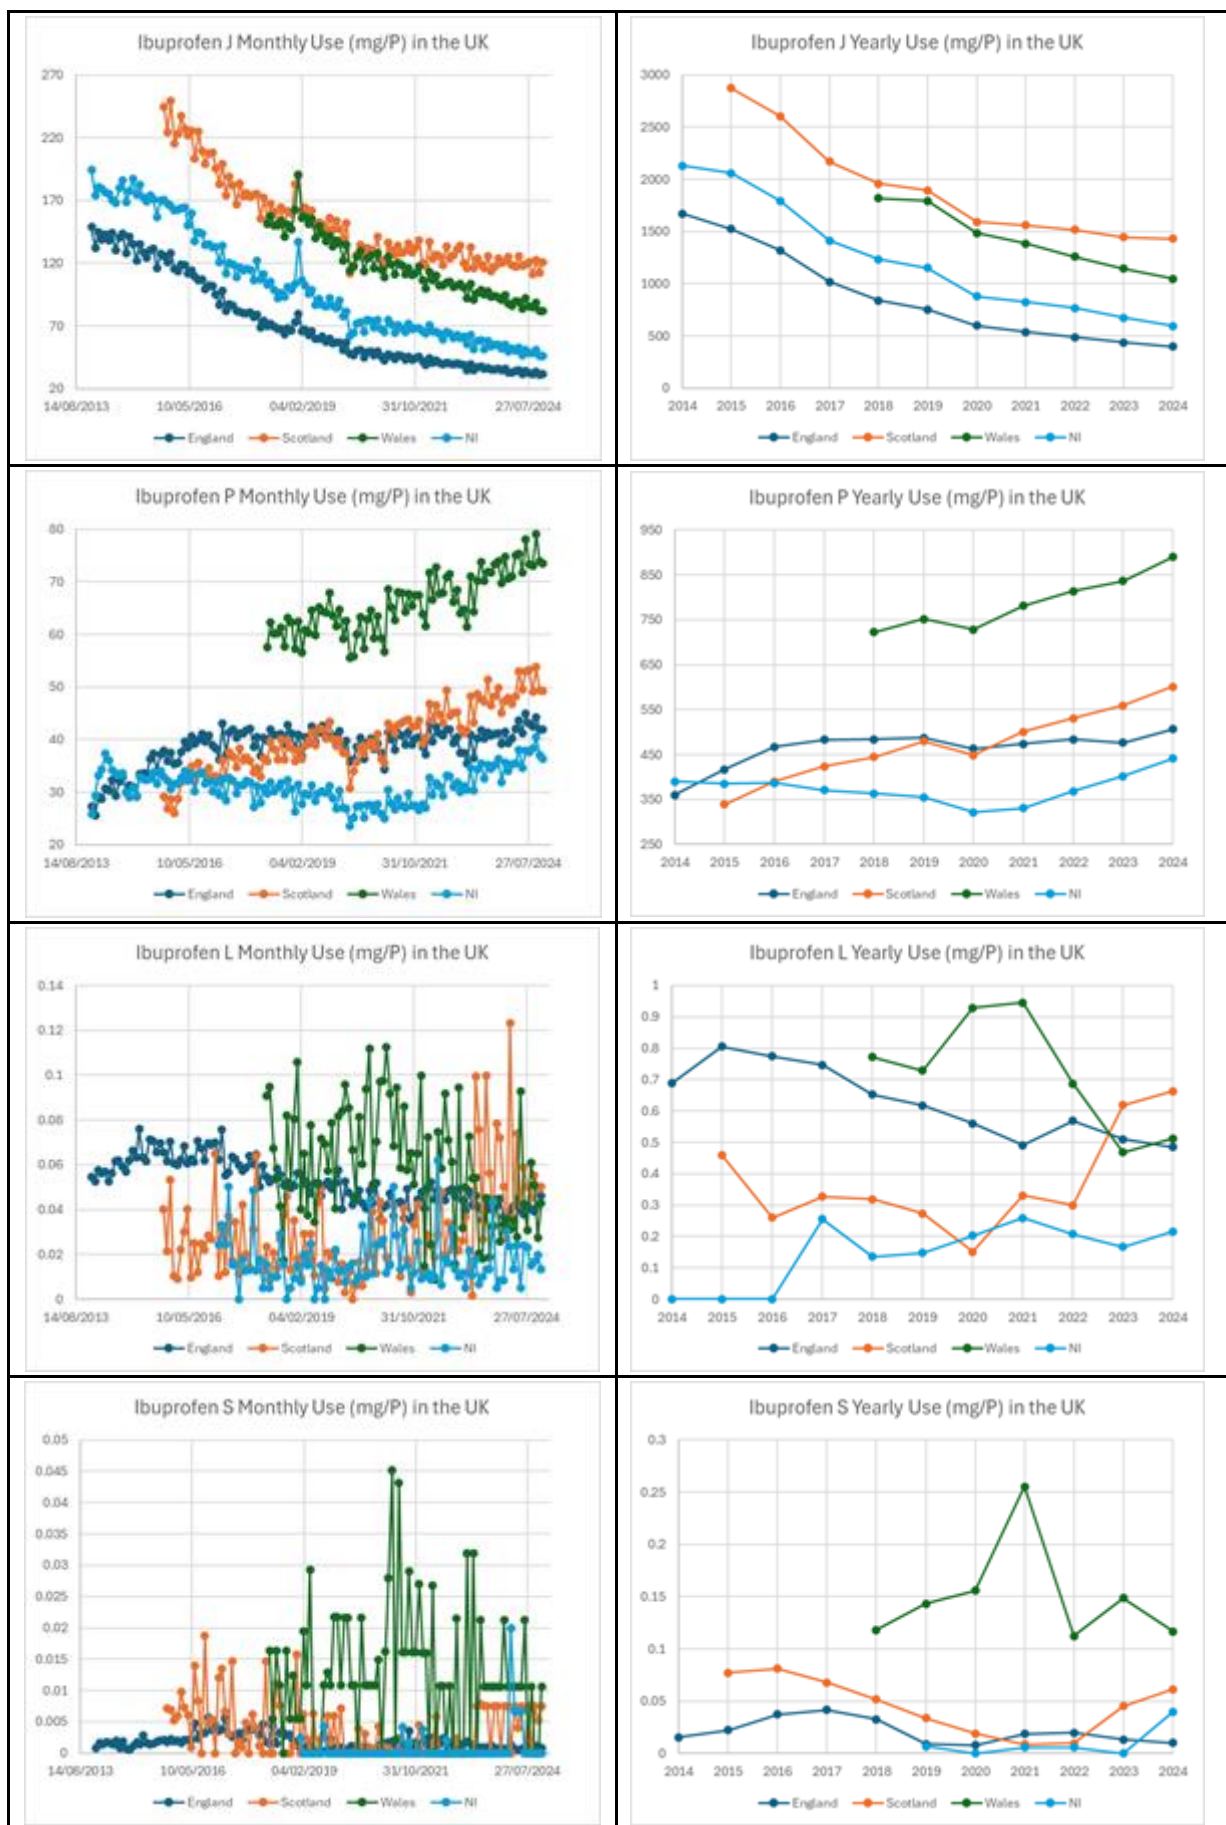 Ibuprofen J Monthly Use (mg/P) in the UK
270
220
170
120
70
20
14/08/2013 10/05/2016 04/02/2019 31/10/2021 27/07/2024
England Scotland Wales NI
Ibuprofen J Yearly Use (mg/P) in the UK
3000
2500
2000
1500
1000
500
0
2014 2015 2016 2017 2018 2019 2020 2021 2022 2023 2024
England Scotland Wales NI
Ibuprofen P Monthly Use (mg/P) in the UK
80
70
60
50
40
30
20
14/08/2013 10/05/2016 04/02/2019 31/10/2021 27/07/2024
England Scotland Wales NI
Ibuprofen P Yearly Use (mg/P) in the UK
950
850
750
650
550
450
350
250
2014 2015 2016 2017 2018 2019 2020 2021 2022 2023 2024
England Scotland Wales NI
Ibuprofen L Monthly Use (mg/P) in the UK
0.14
0.12
0.1
0.08
0.06
0.04
0.02
0
14/08/2013 10/05/2016 04/02/2019 31/10/2021 27/07/2024
England Scotland Wales NI
Ibuprofen L Yearly Use (mg/P) in the UK
1
0.9
0.8
0.7
0.6
0.5
0.4
0.3
0.2
0.1
0
2014 2015 2016 2017 2018 2019 2020 2021 2022 2023 2024
England Scotland Wales NI
Ibuprofen S Monthly Use (mg/P) in the UK
0.05
0.045
0.04
0.035
0.03
0.025
0.02
0.015
0.01
0.005
0
14/08/2013 10/05/2016 04/02/2019 31/10/2021 27/07/2024
England Scotland Wales NI
Ibuprofen S Yearly Use (mg/P) in the UK
0.3
0.25
0.2
0.15
0.1
0.05
0
2014 2015 2016 2017 2018 2019 2020 2021 2022 2023 2024
England Scotland Wales NI